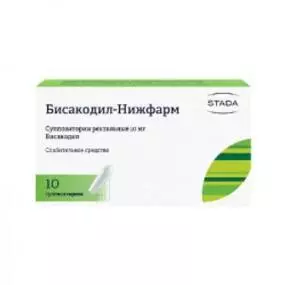 Бисакодил-Нижфарм
STADA
Суппозитории ректальные 10 мг
Бисакодил
Слабительное средство
10
суппозиториев